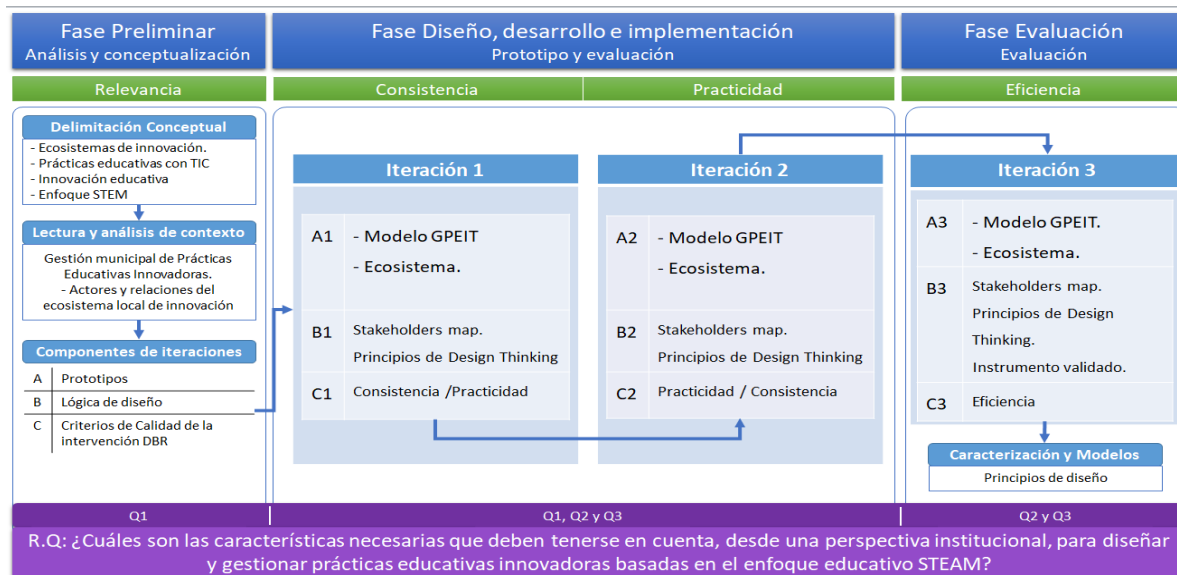 Fase Preliminar
Análisis y conceptualización
Fase Diseño, desarrollo e implementación
Prototipo y evaluación
Fase Evaluación
Evaluación
Relevancia
Consistencia
Practicidad
Eficiencia
Delimitación Conceptual
- Ecosistemas de innovación.
- Prácticas educativas con TIC
- Innovación educativa
- Enfoque STEM
Lectura y análisis de contexto
Gestión municipal de Prácticas
Educativas Innovadoras.
- Actores y relaciones del
ecosistema local de innovación
Componentes de iteraciones
A Prototipos
B Lógica de diseño
C Criterios de Calidad de la
intervención DBR
Iteración 1
A1 - Modelo GPEIT
- Ecosistema.
B1 Stakeholders map.
Principios de Design Thinking
C1 Consistencia /Practicidad
Iteración 2
A2 - Modelo GPEIT
- Ecosistema.
B2 Stakeholders map.
Principios de Design Thinking
C2 Practicidad / Consistencia
Iteración 3
A3 - Modelo GPEIT.
- Ecosistema.
B3 Stakeholders map.
Principios de Design
Thinking.
Instrumento validado.
C3 Eficiencia
Caracterización y Modelos
Principios de diseño
Q1
Q1, Q2 y Q3
Q2 y Q3
R.Q: ¿Cuáles son las características necesarias que deben tenerse en cuenta, desde una perspectiva institucional, para diseñar
y gestionar prácticas educativas innovadoras basadas en el enfoque educativo STEAM?